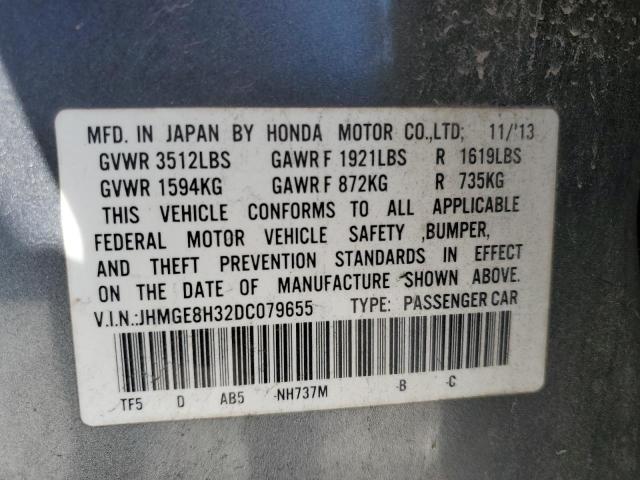 MFD. IN JAPAN BY HONDA MOTOR CO.,LTD; 11/'13
GVWR 3512LBS GAWR F 1921LBS R 1619LBS
GVWR 1594KG GAWR F 872KG R 735KG
THIS VEHICLE CONFORMS TO ALL APPLICABLE
FEDERAL MOTOR VEHICLE SAFETY ,BUMPER,
AND THEFT PREVENTION STANDARDS IN EFFECT
ON THE DATE OF MANUFACTURE SHOWN ABOVE.
V.I.N.:JHMGE8H32DC079655 TYPE: PASSENGER CAR
TF5 D AB5 -NH737M -B -C